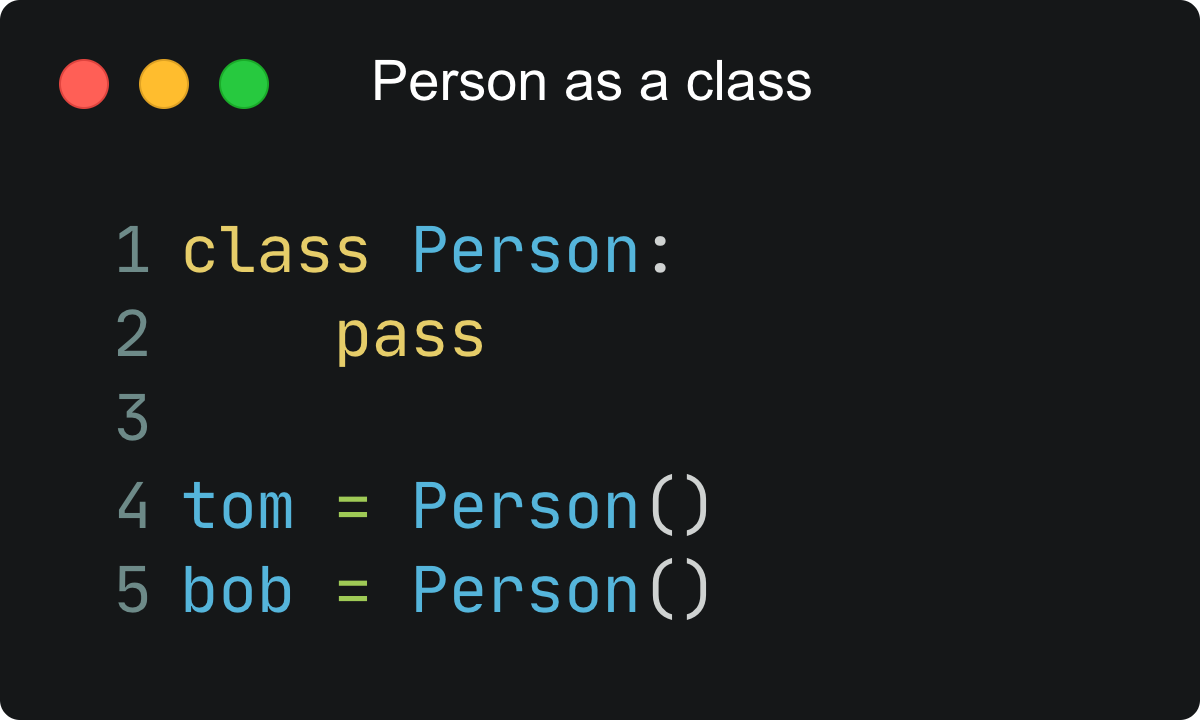 Person as a class
1 class Person:
2     pass
3
4 tom = Person()
5 bob = Person()